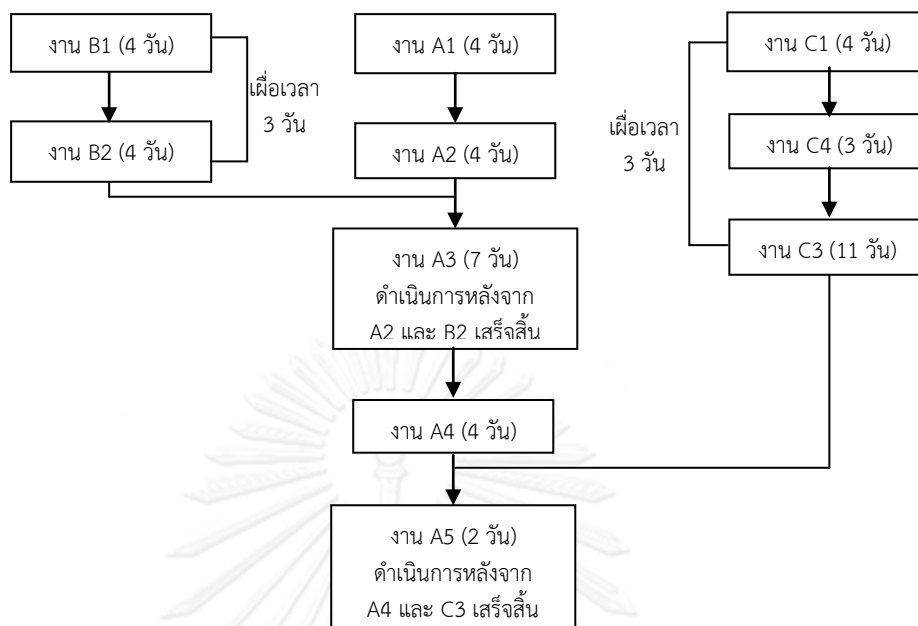 งาน B1 (4 วัน)
งาน A1 (4 วัน)
งาน C1 (4 วัน)
เผื่อเวลา
3 วัน
งาน B2 (4 วัน)
งาน A2 (4 วัน)
เผื่อเวลา
3 วัน
งาน C4 (3 วัน)
งาน C3 (11 วัน)
งาน A3 (7 วัน)
ดำเนินการหลังจาก
A2 และ B2 เสร็จสิ้น
งาน A4 (4 วัน)
งาน A5 (2 วัน)
ดำเนินการหลังจาก
A4 และ C3 เสร็จสิ้น